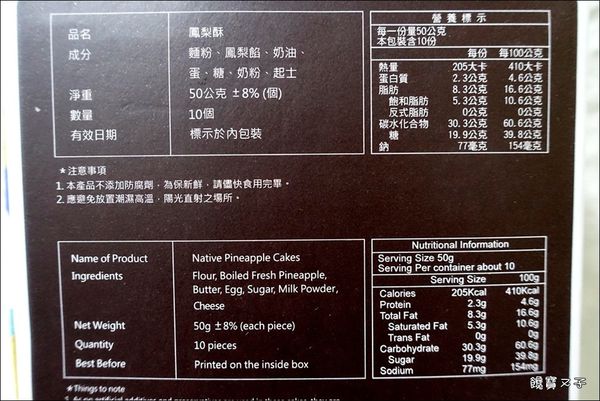 品名 鳳梨酥
成分 麵粉、鳳梨餡、奶油、
蛋、糖、奶粉、起士
淨重 50公克 ±8% (個)
數量 10個
有效日期 標示於內包裝
營養標示
每一份量50公克
本包裝含10份
每份 每100公克
熱量 205大卡 410大卡
蛋白質 2.3公克 4.6公克
脂肪 8.3公克 16.6公克
飽和脂肪 5.3公克 10.6公克
反式脂肪 0公克 0公克
碳水化合物 30.3公克 60.6公克
糖 19.9公克 39.8公克
鈉 77毫克 154毫克
★注意事項
1. 本產品不添加防腐劑，為保新鮮，請儘快食用完畢。
2. 應避免放置潮濕高溫，陽光直射之場所。
Name of Product Native Pineapple Cakes
Ingredients Flour, Boiled Fresh Pineapple,
Butter, Egg, Sugar, Milk Powder,
Cheese
Net Weight 50g ±8% (each piece)
Quantity 10 pieces
Best Before Printed on the inside box
Nutritional Information
Serving Size 50g
Serving Per container about 10
Serving Size 100g
Calories 205Kcal 410Kcal
Protein 2.3g 4.6g
Total Fat 8.3g 16.6g
Saturated Fat 5.3g 10.6g
Trans Fat 0g 0g
Carbohydrate 30.3g 60.6g
Sugar 19.9g 39.8g
Sodium 77mg 154mg
★Things to note
饒寶又子